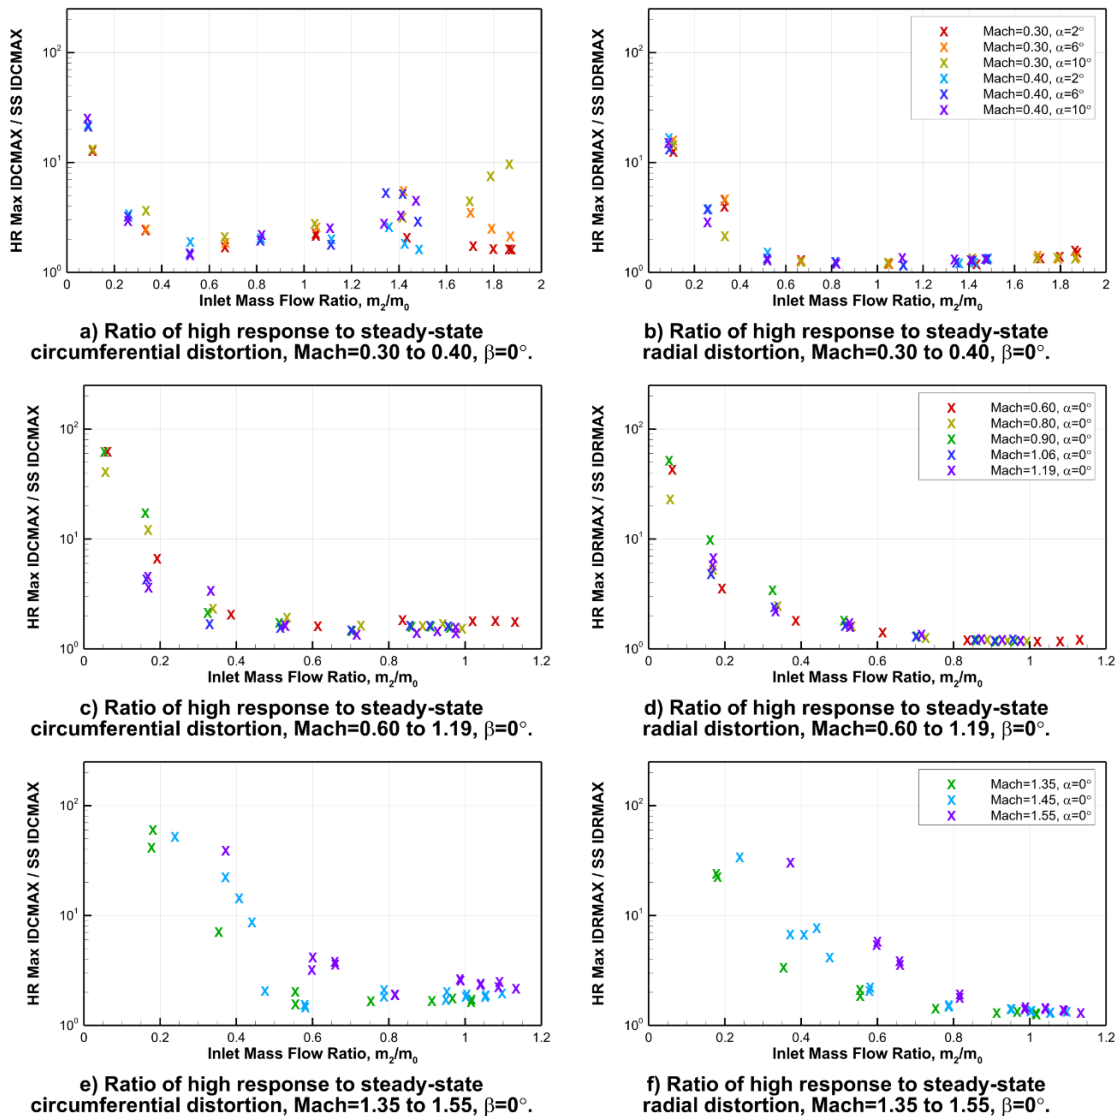 HR Max IDCMAX / SS IDCMAX
10²
10¹
10⁰
0 0.2 0.4 0.6 0.8 1 1.2 1.4 1.6 1.8 2
Inlet Mass Flow Ratio, m₂/m₀
a) Ratio of high response to steady-state
circumferential distortion, Mach=0.30 to 0.40, β=0°.
HR Max IDRMAX / SS IDRMAX
10²
10¹
10⁰
Mach=0.30, α=2°
Mach=0.30, α=6°
Mach=0.30, α=10°
Mach=0.40, α=2°
Mach=0.40, α=6°
Mach=0.40, α=10°
0 0.2 0.4 0.6 0.8 1 1.2 1.4 1.6 1.8 2
Inlet Mass Flow Ratio, m₂/m₀
b) Ratio of high response to steady-state
radial distortion, Mach=0.30 to 0.40, β=0°.
HR Max IDCMAX / SS IDCMAX
10²
10¹
10⁰
0 0.2 0.4 0.6 0.8 1 1.2
Inlet Mass Flow Ratio, m₂/m₀
c) Ratio of high response to steady-state
circumferential distortion, Mach=0.60 to 1.19, β=0°.
HR Max IDRMAX / SS IDRMAX
10²
10¹
10⁰
Mach=0.60, α=0°
Mach=0.80, α=0°
Mach=0.90, α=0°
Mach=1.06, α=0°
Mach=1.19, α=0°
0 0.2 0.4 0.6 0.8 1 1.2
Inlet Mass Flow Ratio, m₂/m₀
d) Ratio of high response to steady-state
radial distortion, Mach=0.60 to 1.19, β=0°.
HR Max IDCMAX / SS IDCMAX
10²
10¹
10⁰
0 0.2 0.4 0.6 0.8 1 1.2
Inlet Mass Flow Ratio, m₂/m₀
e) Ratio of high response to steady-state
circumferential distortion, Mach=1.35 to 1.55, β=0°.
HR Max IDRMAX / SS IDRMAX
10²
10¹
10⁰
Mach=1.35, α=0°
Mach=1.45, α=0°
Mach=1.55, α=0°
0 0.2 0.4 0.6 0.8 1 1.2
Inlet Mass Flow Ratio, m₂/m₀
f) Ratio of high response to steady-state
radial distortion, Mach=1.35 to 1.55, β=0°.